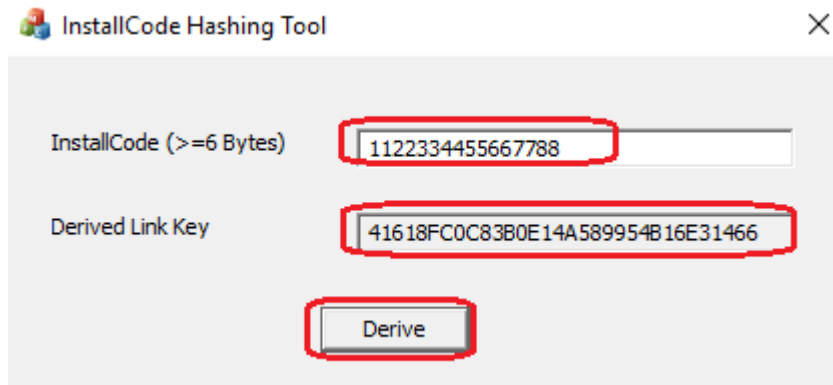 InstallCode Hashing Tool
InstallCode (>=6 Bytes)
1122334455667788
Derived Link Key
41618FC0C83B0E14A589954B16E31466
Derive